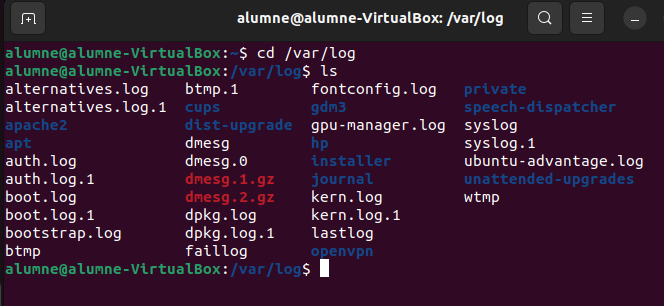 alumne@alumne-VirtualBox: /var/log
alumne@alumne-VirtualBox:~$ cd /var/log
alumne@alumne-VirtualBox:/var/log$ ls
alternatives.log btmp.1 fontconfig.log private
alternatives.log.1 cups gdm3 speech-dispatcher
apache2 dist-upgrade gpu-manager.log syslog
apt dmesg hp syslog.1
auth.log dmesg.0 installer ubuntu-advantage.log
auth.log.1 dmesg.1.gz journal unattended-upgrades
boot.log dmesg.2.gz kern.log wtmp
boot.log.1 dpkg.log kern.log.1
bootstrap.log dpkg.log.1 lastlog
btmp faillog openvpn
alumne@alumne-VirtualBox:/var/log$